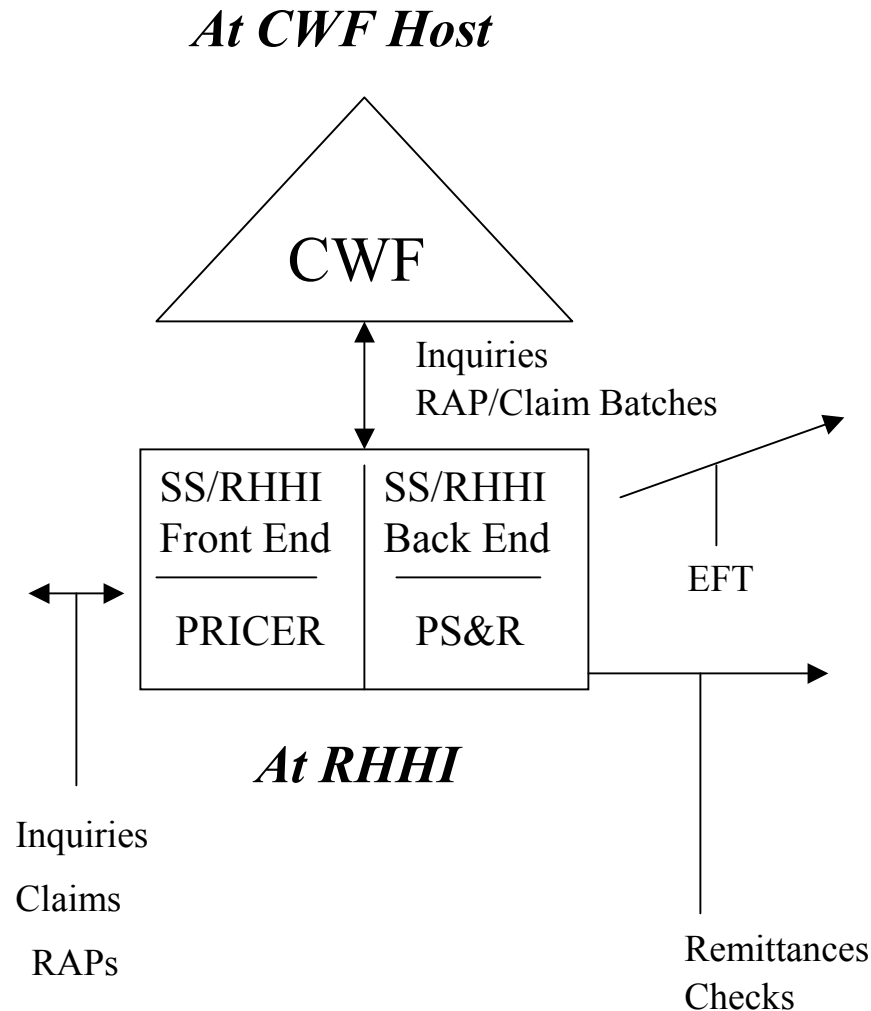 At CWF Host
CWF
Inquiries
RAP/Claim Batches
SS/RHHI
Front End
PRICER
SS/RHHI
Back End
PS&R
EFT
At RHHI
Inquiries
Claims
RAPs
Remittances
Checks